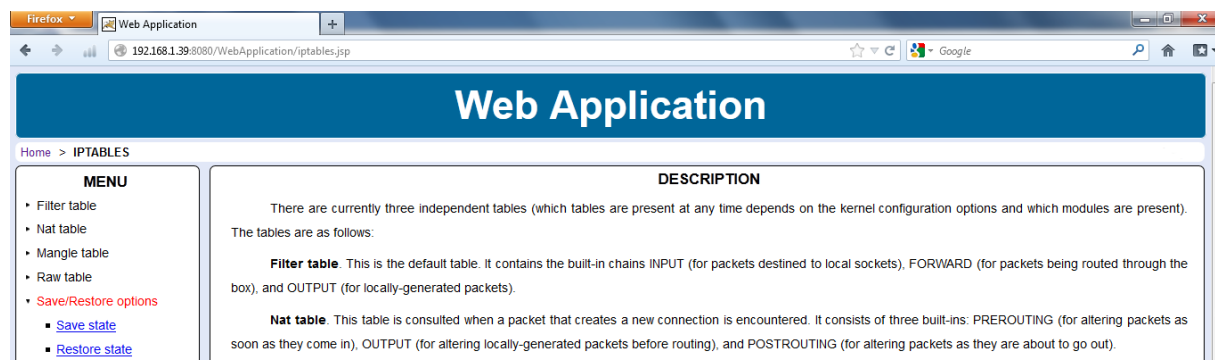 Firefox
Web Application
192.168.1.39:8080/WebApplication/iptables.jsp
Google
Web Application
Home > IPTABLES
MENU
Filter table
Nat table
Mangle table
Raw table
Save/Restore options
Save state
Restore state
DESCRIPTION
There are currently three independent tables (which tables are present at any time depends on the kernel configuration options and which modules are present).
The tables are as follows:
Filter table. This is the default table. It contains the built-in chains INPUT (for packets destined to local sockets), FORWARD (for packets being routed through the
box), and OUTPUT (for locally-generated packets).
Nat table. This table is consulted when a packet that creates a new connection is encountered. It consists of three built-ins: PREROUTING (for altering packets as
soon as they come in), OUTPUT (for altering locally-generated packets before routing), and POSTROUTING (for altering packets as they are about to go out).